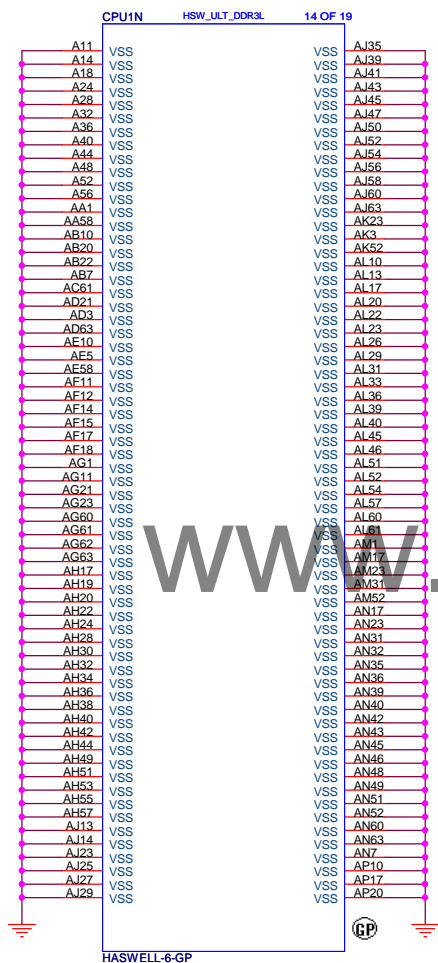 CPU1N HSW_ULT_DDR3L 14 OF 19
A11 VSS VSS AJ35
A14 VSS VSS AJ39
A18 VSS VSS AJ41
A24 VSS VSS AJ43
A28 VSS VSS AJ45
A32 VSS VSS AJ47
A36 VSS VSS AJ50
A40 VSS VSS AJ52
A44 VSS VSS AJ54
A48 VSS VSS AJ56
A52 VSS VSS AJ58
A56 VSS VSS AJ60
AA1 VSS VSS AJ63
AA58 VSS VSS AK23
AB10 VSS VSS AK3
AB20 VSS VSS AK52
AB22 VSS VSS AL10
AB7 VSS VSS AL13
AC61 VSS VSS AL17
AD21 VSS VSS AL20
AD3 VSS VSS AL22
AD63 VSS VSS AL23
AE10 VSS VSS AL26
AE5 VSS VSS AL29
AE58 VSS VSS AL31
AF11 VSS VSS AL33
AF12 VSS VSS AL36
AF14 VSS VSS AL39
AF15 VSS VSS AL40
AF17 VSS VSS AL45
AF18 VSS VSS AL46
AG1 VSS VSS AL51
AG11 VSS VSS AL52
AG21 VSS VSS AL54
AG23 VSS VSS AL57
AG60 VSS VSS AL60
AG61 VSS VSS AL61
AG62 VSS VSS AM1
AG63 VSS VSS AM17
AH17 VSS VSS AM23
AH19 VSS VSS AM31
AH20 VSS VSS AM52
AH22 VSS VSS AN17
AH24 VSS VSS AN23
AH28 VSS VSS AN31
AH30 VSS VSS AN32
AH32 VSS VSS AN35
AH34 VSS VSS AN36
AH36 VSS VSS AN39
AH38 VSS VSS AN40
AH40 VSS VSS AN42
AH42 VSS VSS AN43
AH44 VSS VSS AN45
AH49 VSS VSS AN46
AH51 VSS VSS AN48
AH53 VSS VSS AN49
AH55 VSS VSS AN51
AH57 VSS VSS AN52
AJ13 VSS VSS AN60
AJ14 VSS VSS AN63
AJ23 VSS VSS AN7
AJ25 VSS VSS AP10
AJ27 VSS VSS AP17
AJ29 VSS VSS AP20
www.
GP
HASWELL-6-GP